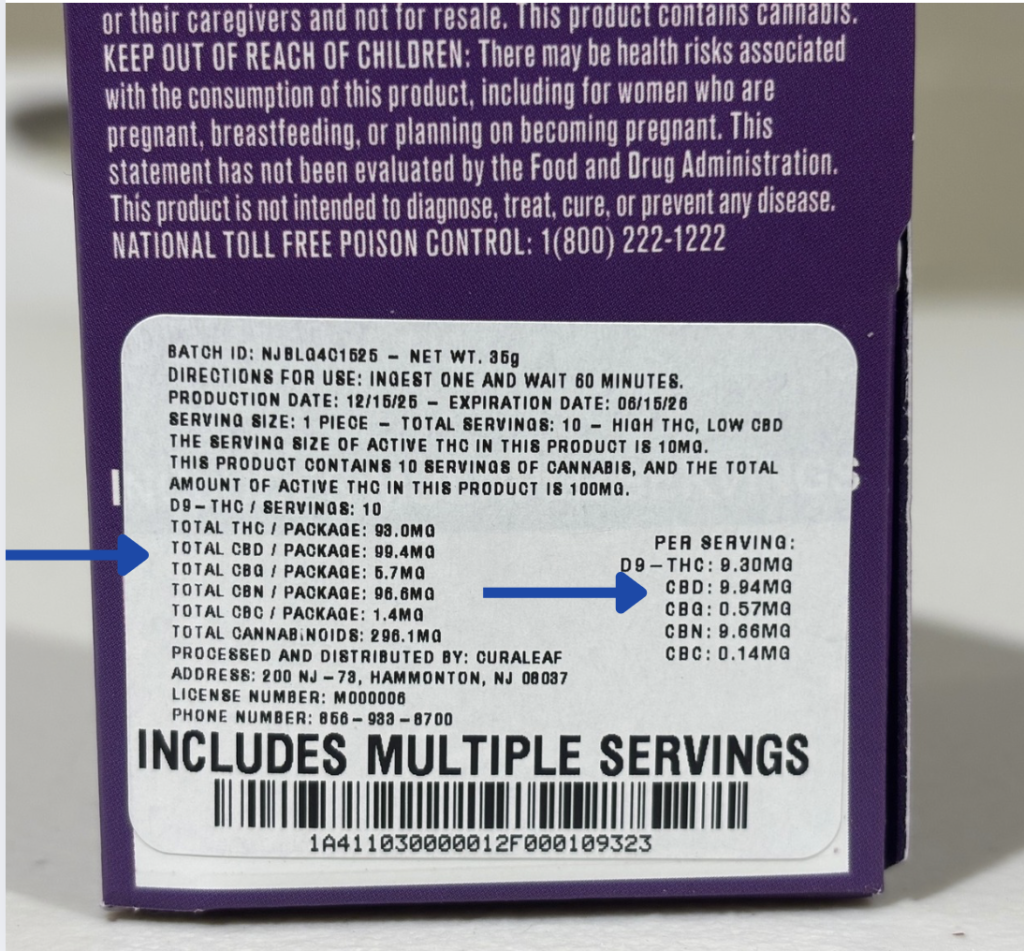 or their caregivers and not for resale. This product contains cannabis.
KEEP OUT OF REACH OF CHILDREN: There may be health risks associated
with the consumption of this product, including for women who are
pregnant, breastfeeding, or planning on becoming pregnant. This
statement has not been evaluated by the Food and Drug Administration.
This product is not intended to diagnose, treat, cure, or prevent any disease.
NATIONAL TOLL FREE POISON CONTROL: 1(800) 222-1222
BATCH ID: NJBLQ4C1525 - NET WT. 35g
DIRECTIONS FOR USE: INGEST ONE AND WAIT 60 MINUTES.
PRODUCTION DATE: 12/15/25 - EXPIRATION DATE: 06/15/26
SERVING SIZE: 1 PIECE - TOTAL SERVINGS: 10 - HIGH THC, LOW CBD
THE SERVING SIZE OF ACTIVE THC IN THIS PRODUCT IS 10MG.
THIS PRODUCT CONTAINS 10 SERVINGS OF CANNABIS, AND THE TOTAL
AMOUNT OF ACTIVE THC IN THIS PRODUCT IS 100MG.
D9-THC / SERVINGS: 10
TOTAL THC / PACKAGE: 93.0MG
TOTAL CBD / PACKAGE: 99.4MG
TOTAL CBG / PACKAGE: 5.7MG
TOTAL CBN / PACKAGE: 96.6MG
TOTAL CBC / PACKAGE: 1.4MG
TOTAL CANNABINOIDS: 296.1MG
PROCESSED AND DISTRIBUTED BY: CURALEAF
ADDRESS: 200 NJ-73, HAMMONTON, NJ 08037
LICENSE NUMBER: M000006
PHONE NUMBER: 856-933-8700
PER SERVING:
D9-THC: 9.30MG
CBD: 9.94MG
CBG: 0.57MG
CBN: 9.66MG
CBC: 0.14MG
INCLUDES MULTIPLE SERVINGS
1A4110300000012F000109323